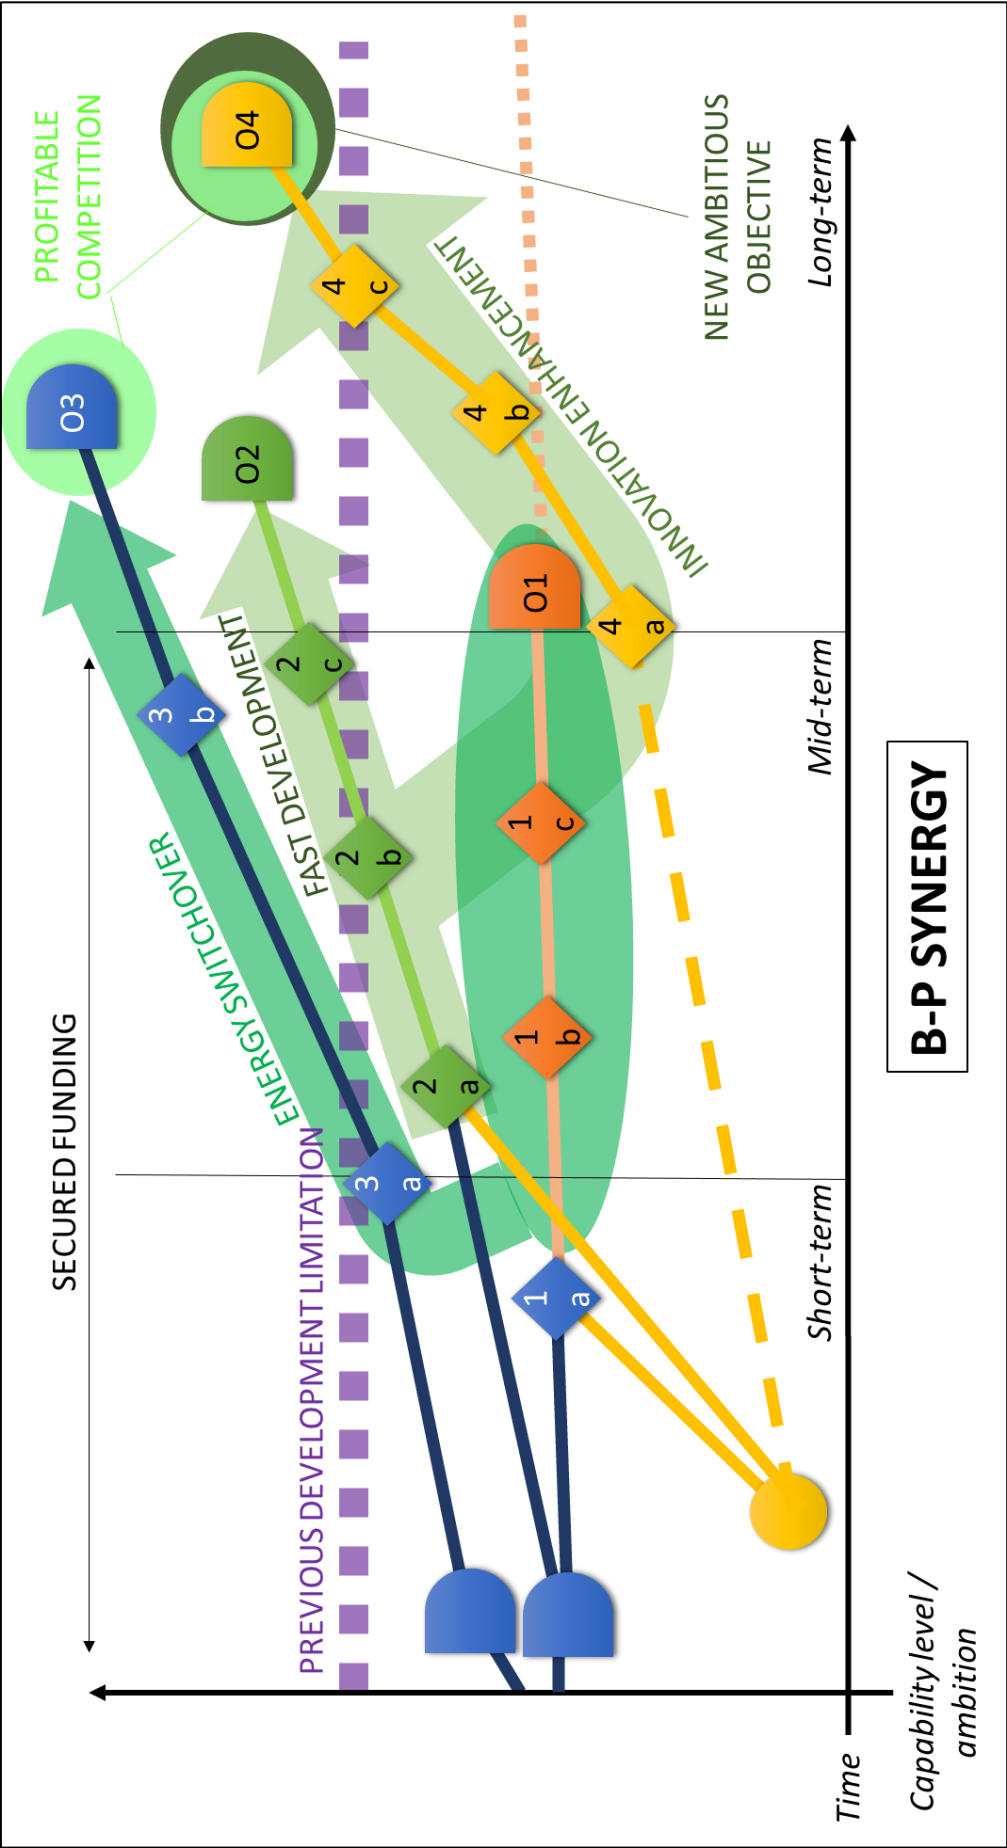 SECURED FUNDING
PROFITABLE
COMPETITION
ENERGY SWITCHOVER
FAST DEVELOPMENT
PREVIOUS DEVELOPMENT LIMITATION
INNOVATION ENHANCEMENT
NEW AMBITIOUS
OBJECTIVE
O3
O2
O4
O1
3
a
3
b
2
a
2
b
2
c
1
a
1
b
1
c
4
a
4
b
4
c
Time
Short-term
Mid-term
Long-term
Capability level /
ambition
B-P SYNERGY